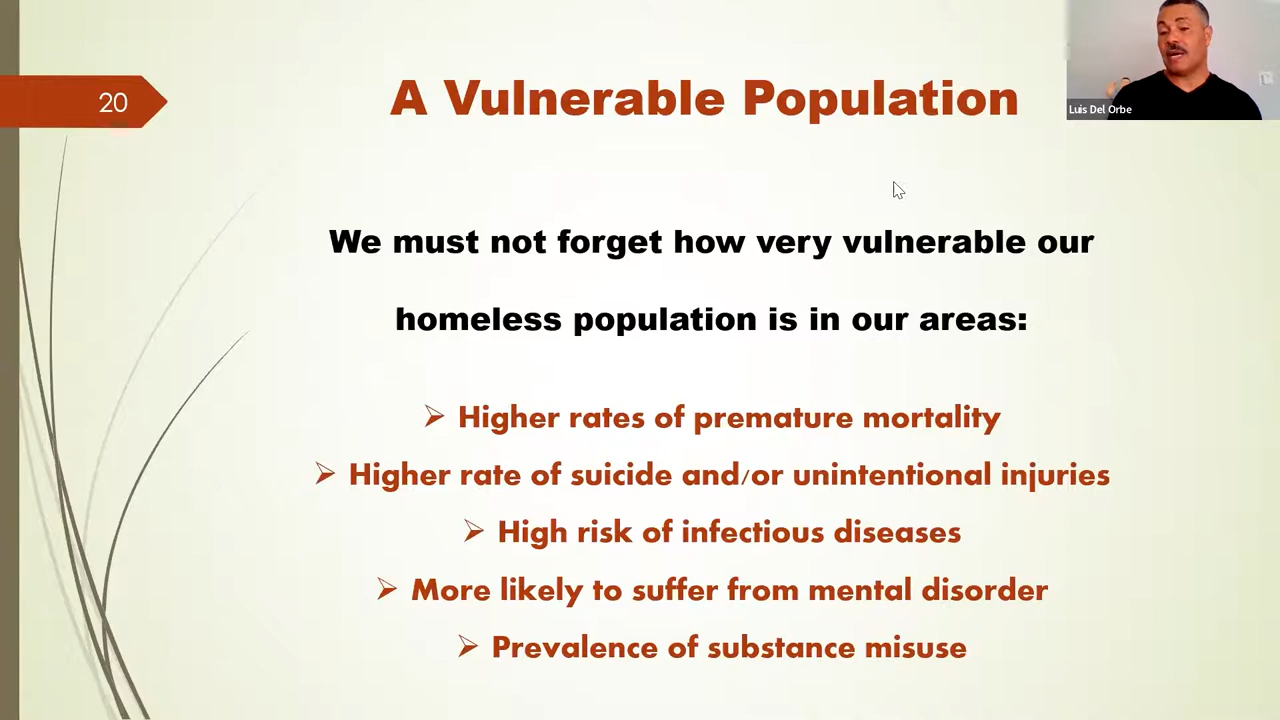 20
A Vulnerable Population
Luis Del Orbe
We must not forget how very vulnerable our
homeless population is in our areas:
Higher rates of premature mortality
Higher rate of suicide and/or unintentional injuries
High risk of infectious diseases
More likely to suffer from mental disorder
Prevalence of substance misuse